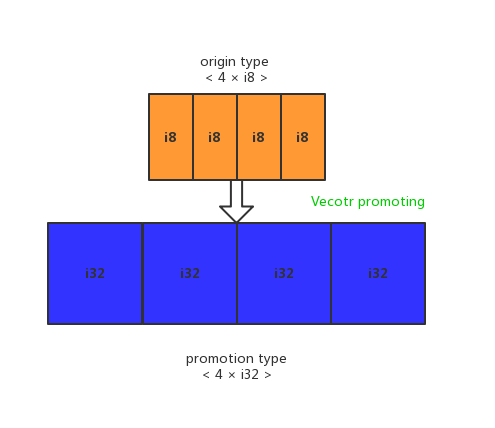 origin type
< 4 × i8 >
i8 i8 i8 i8
Vecotr promoting
i32 i32 i32 i32
promotion type
< 4 × i32 >